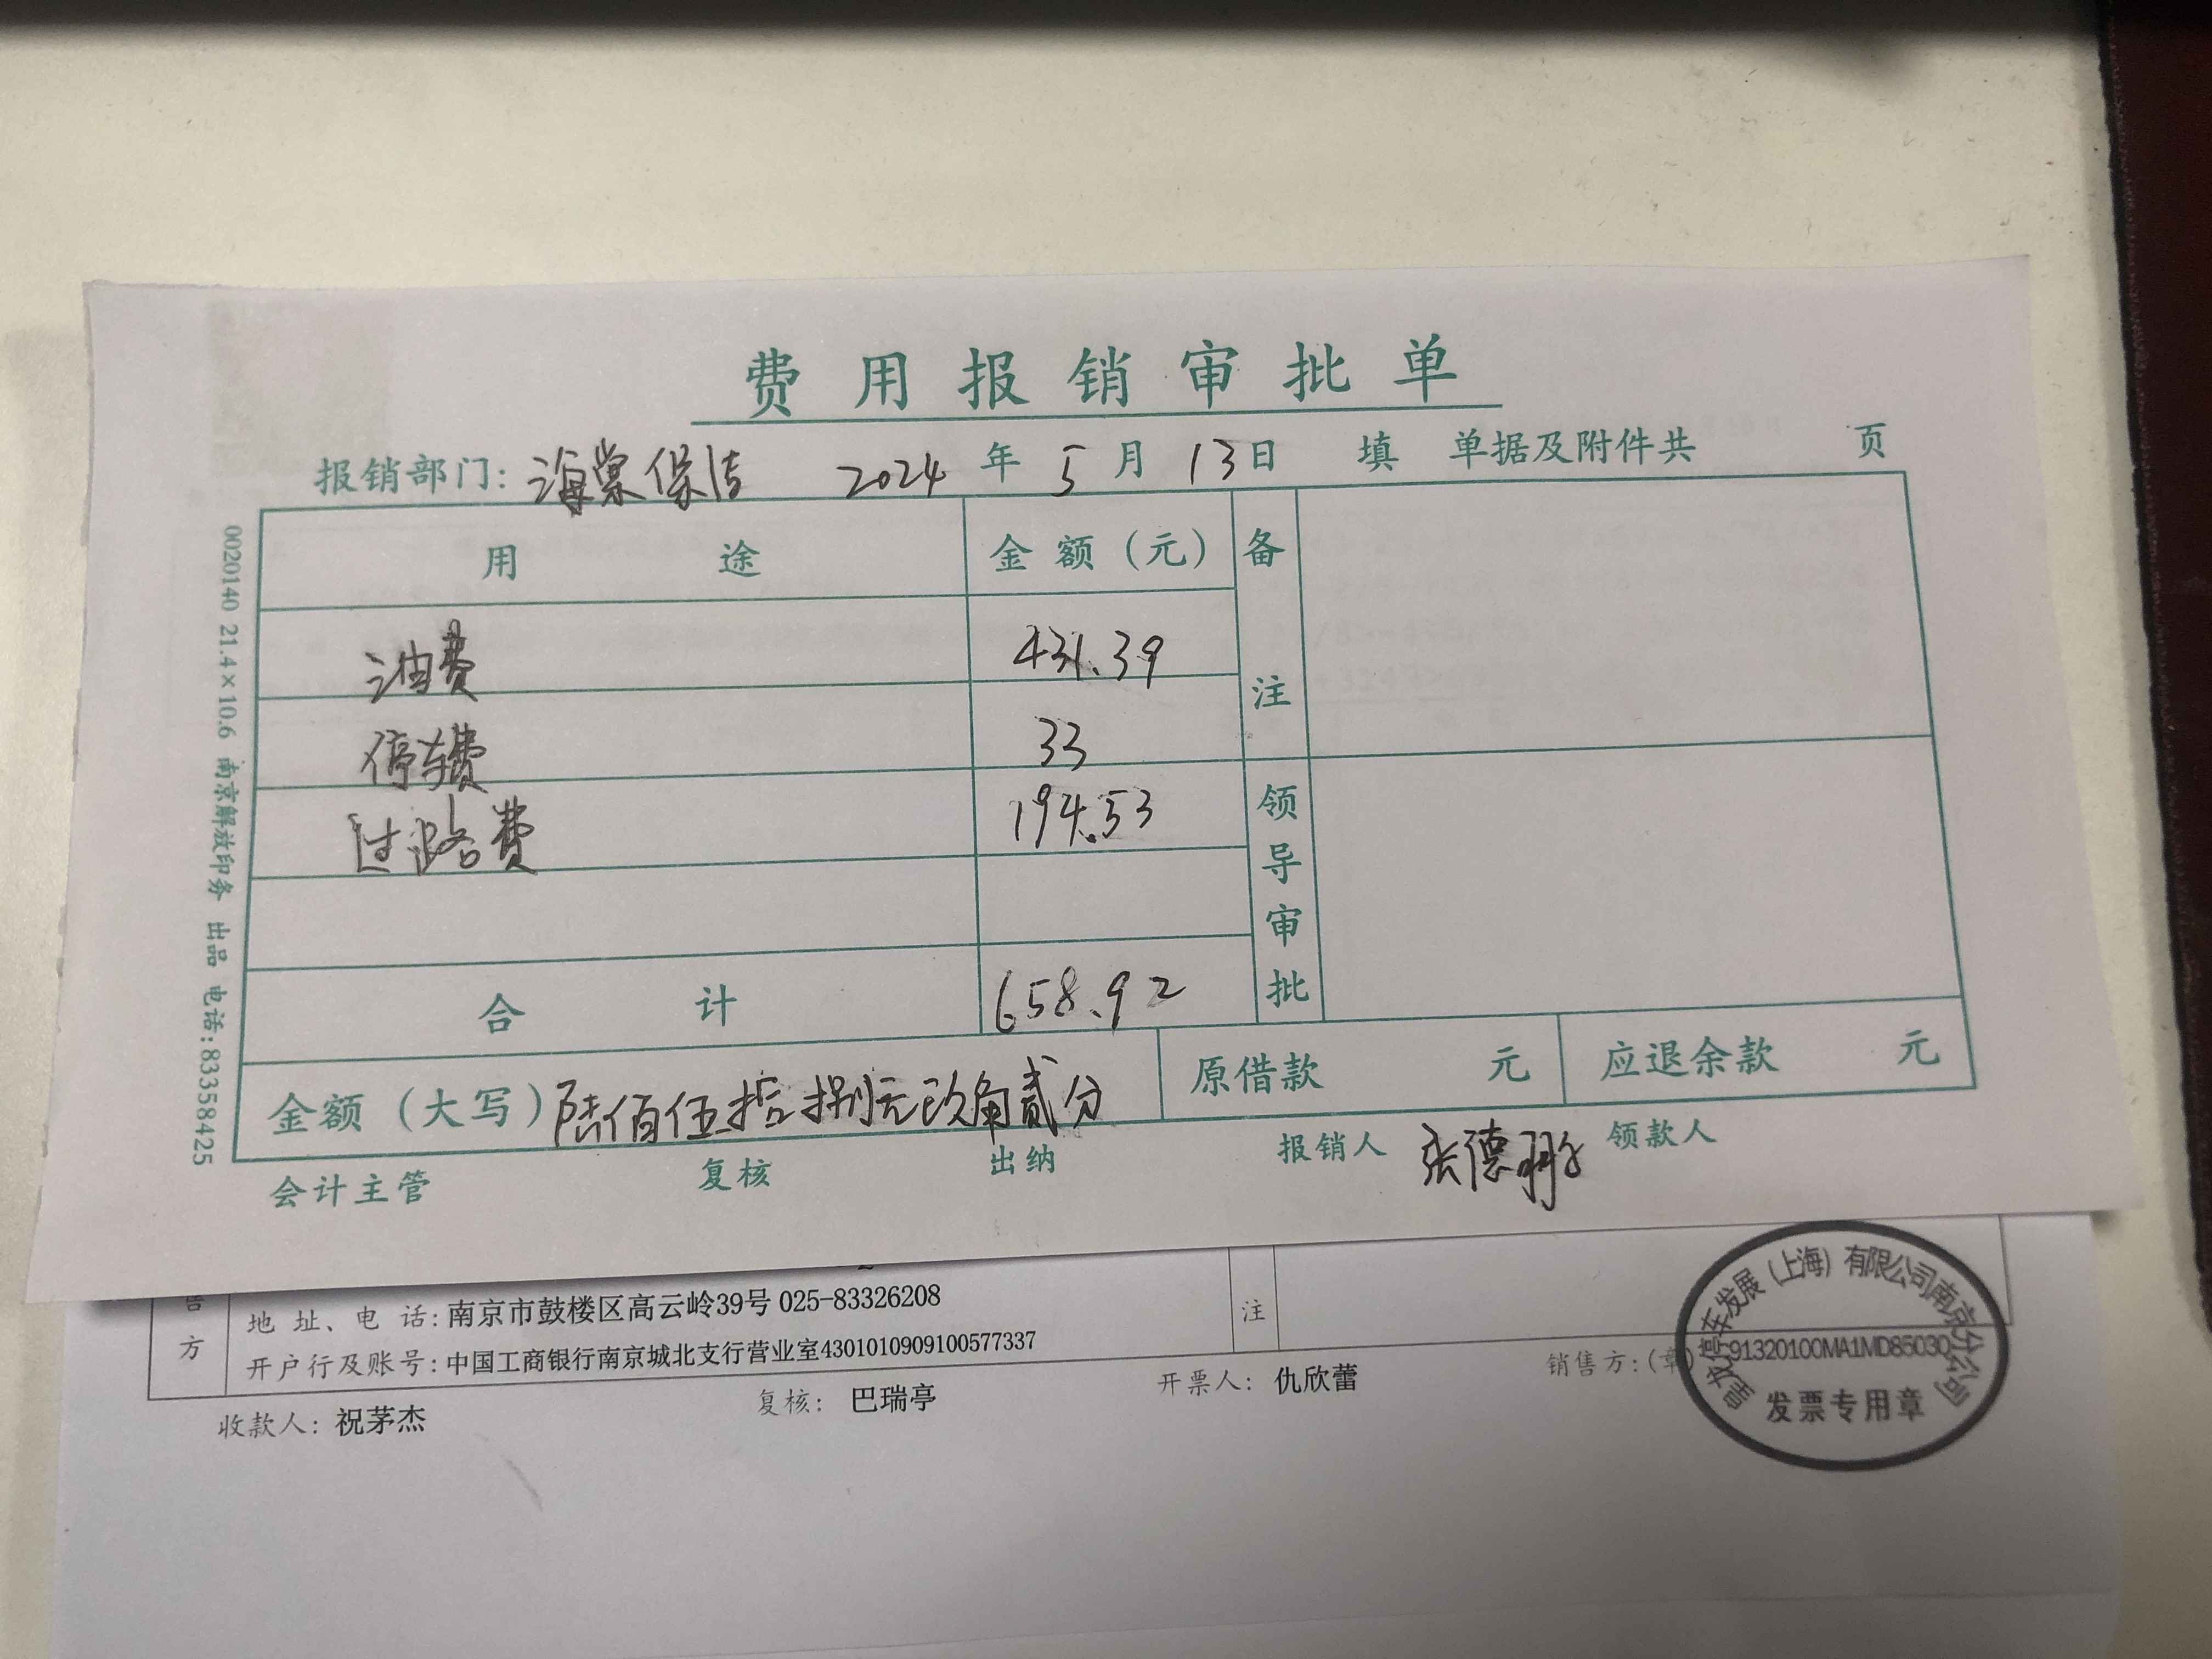 费用报销审批单
报销部门: 海棠保洁 2024 年 5 月 13 日 填 单据及附件共 页
用途 金额(元) 备注
油费 431.39
停车费 33
过路费 194.53
领导审批
合计 658.92
金额(大写) 陆佰伍拾捌元玖角贰分 原借款 元 应退余款 元
会计主管 复核 出纳 报销人 张德 领款人
0020140 21.4×10.6 南京解放印务 出品 电话:83358425
售方
地址、电话: 南京市鼓楼区高云岭39号 025-83326208
开户行及账号: 中国工商银行南京城北支行营业室4301010909100577337
注
收款人: 祝茅杰 复核: 巴瑞亭 开票人: 仇欣蕾 销售方:(章)
停车发展(上海)有限公司南京分公司
91320100MA1MD85030
发票专用章